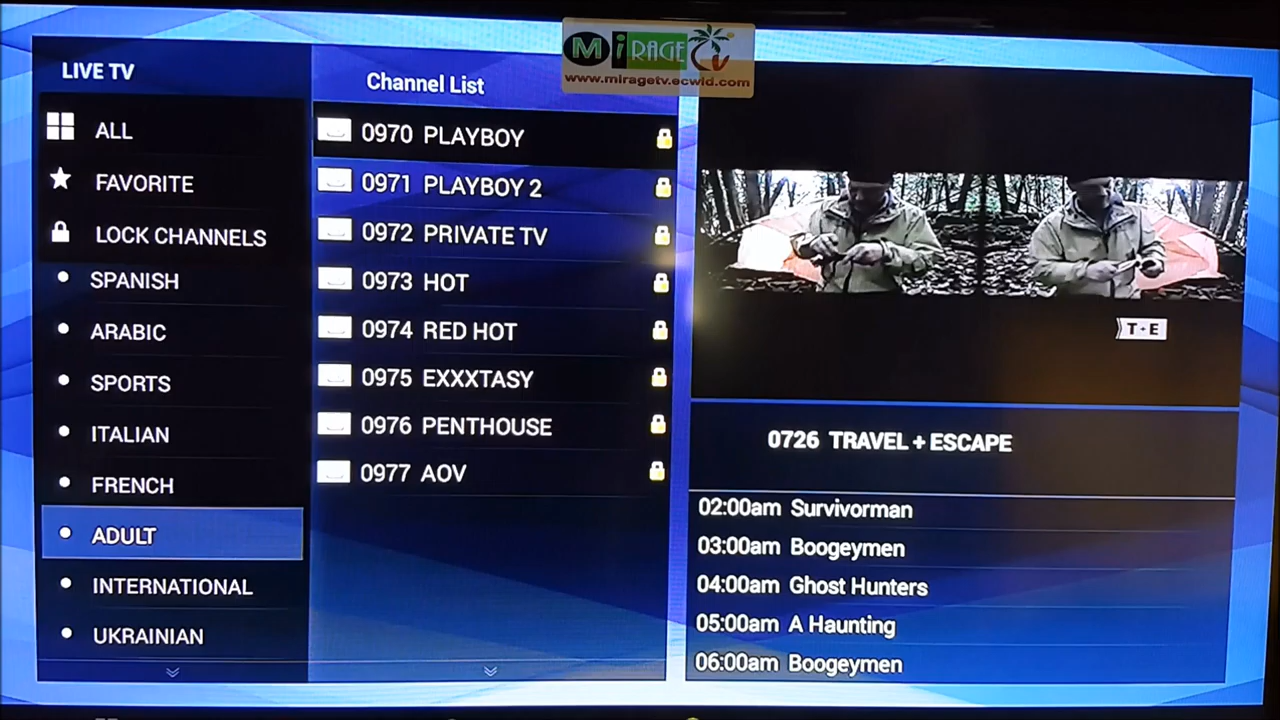 MiRAGE TV
www.miragetv.ecwid.com
LIVE TV
ALL
FAVORITE
LOCK CHANNELS
SPANISH
ARABIC
SPORTS
ITALIAN
FRENCH
ADULT
INTERNATIONAL
UKRAINIAN
Channel List
0970 PLAYBOY
0971 PLAYBOY 2
0972 PRIVATE TV
0973 HOT
0974 RED HOT
0975 EXXXTASY
0976 PENTHOUSE
0977 AOV
T+E
0726 TRAVEL + ESCAPE
02:00am Survivorman
03:00am Boogeymen
04:00am Ghost Hunters
05:00am A Haunting
06:00am Boogeymen